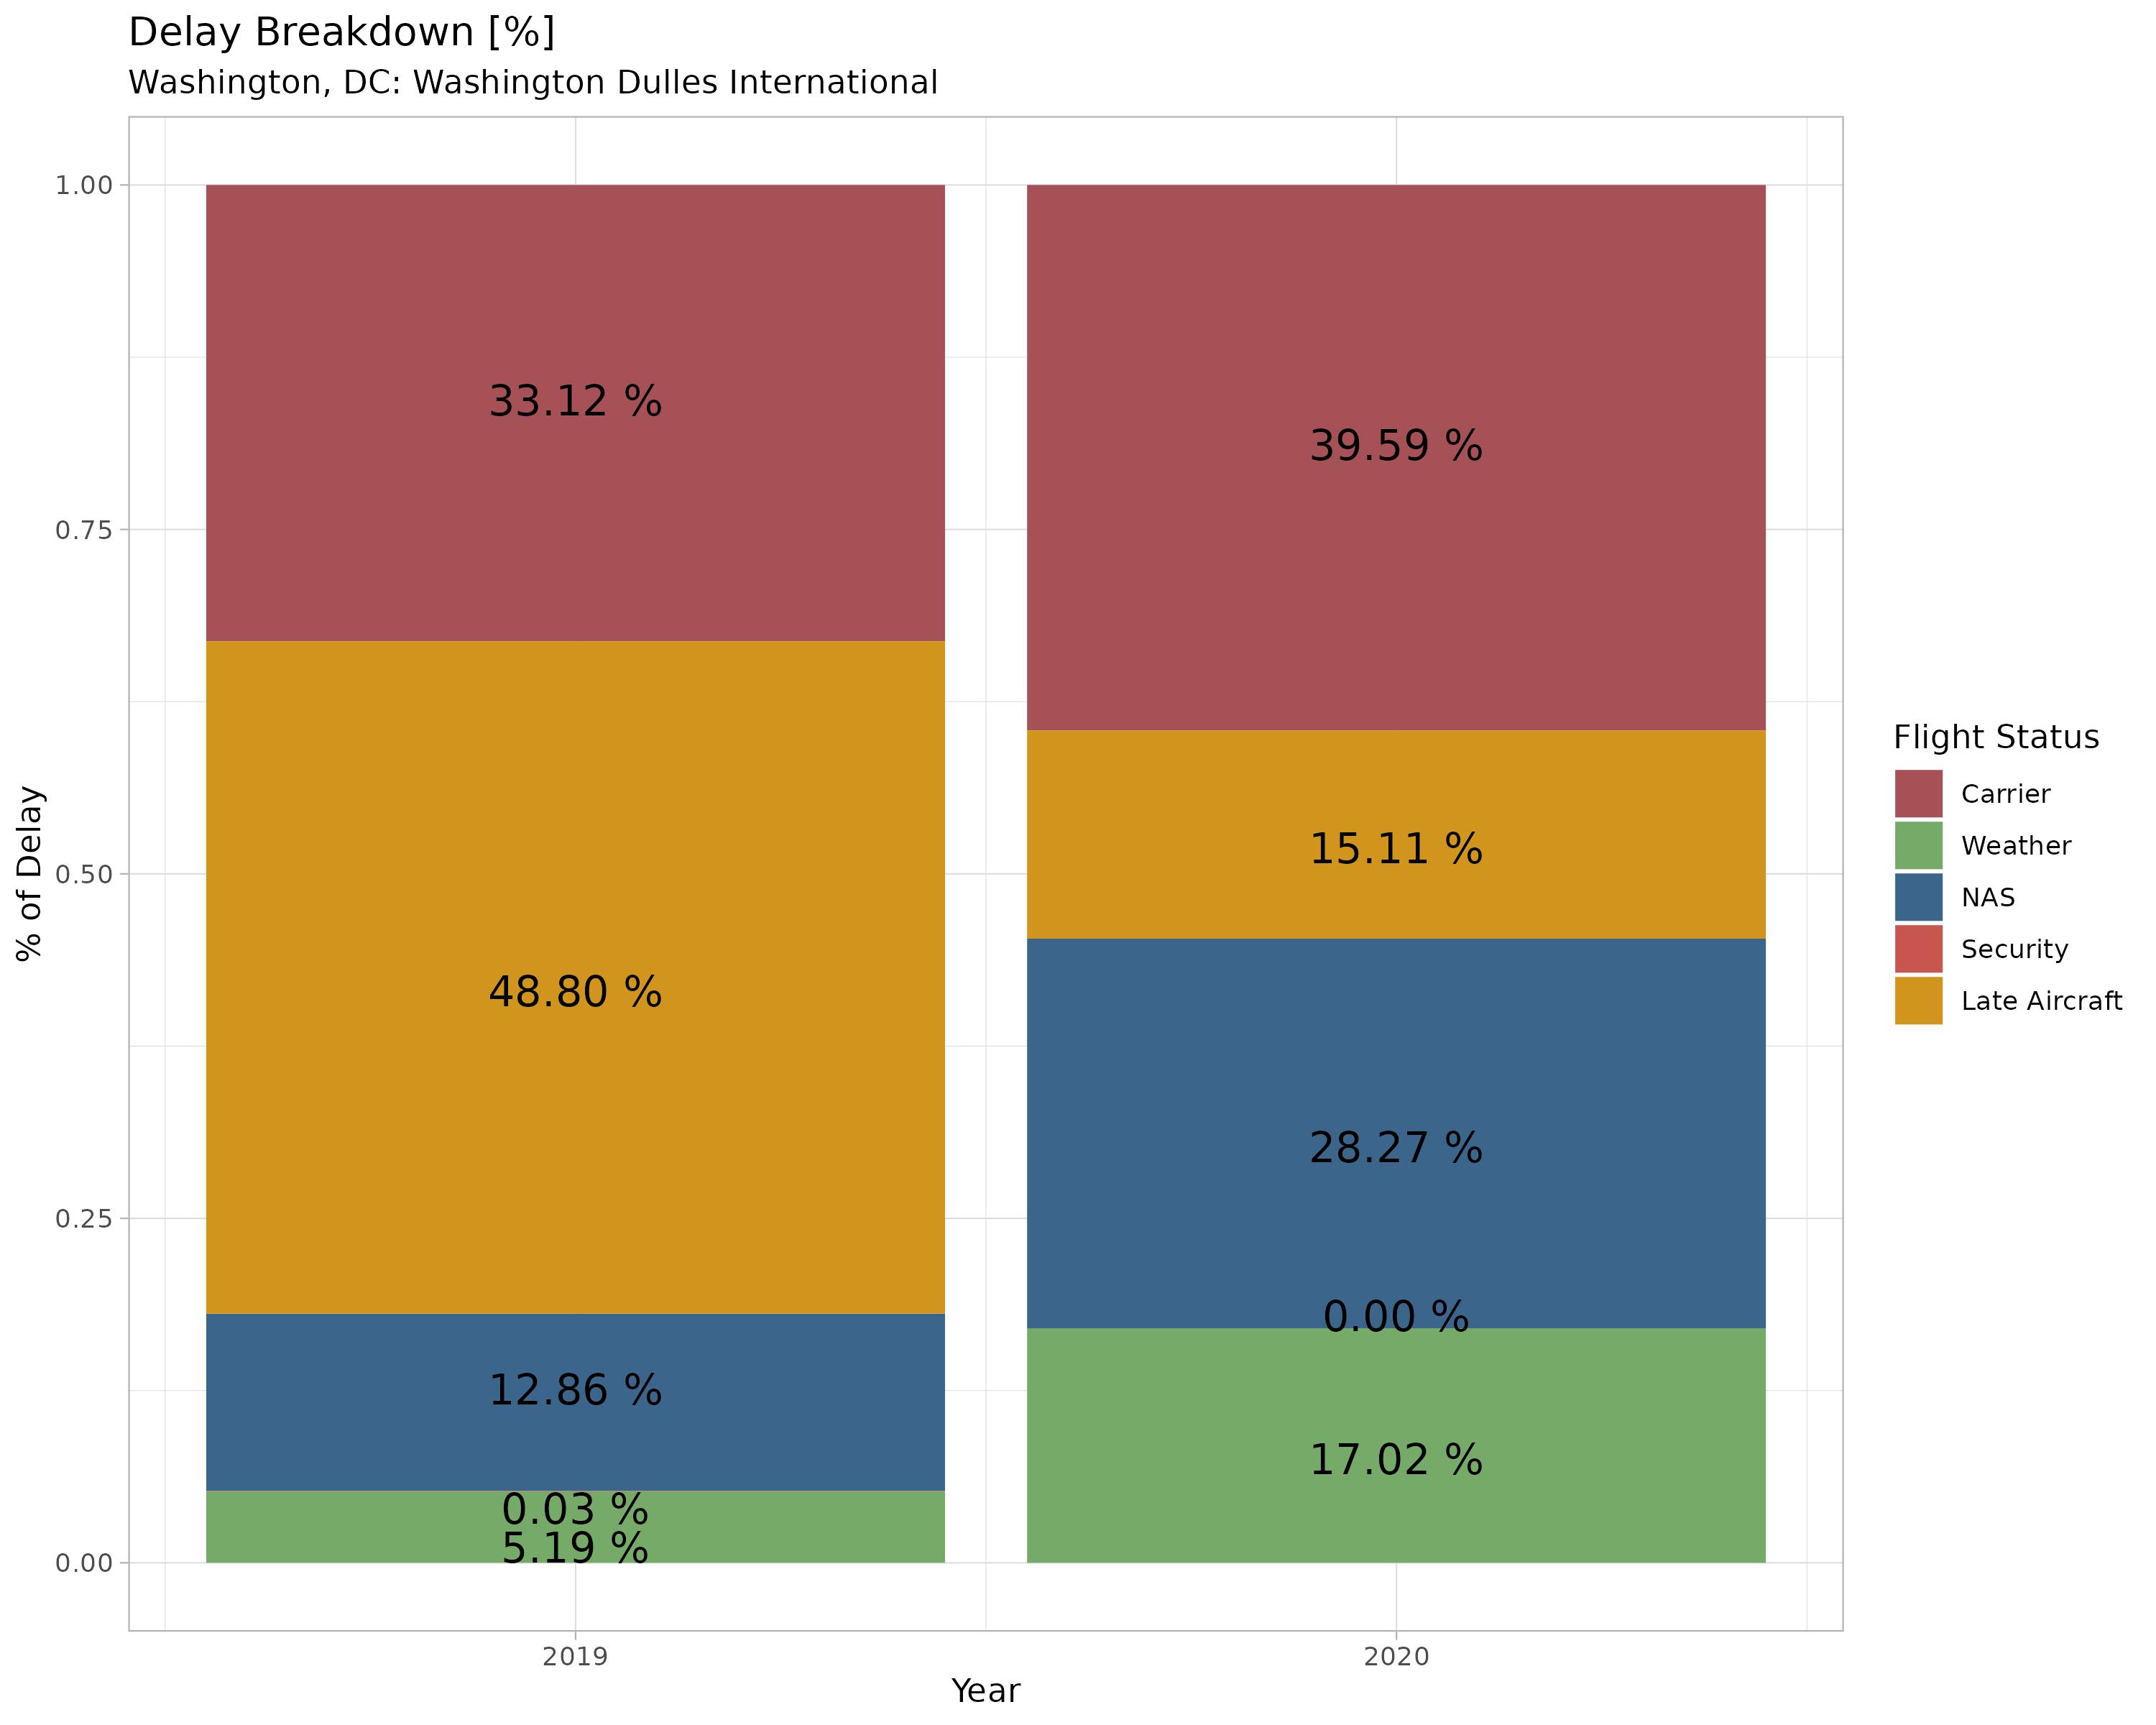 Delay Breakdown [%]
Washington, DC: Washington Dulles International
% of Delay
1.00
0.75
0.50
0.25
0.00
33.12 %
48.80 %
12.86 %
0.03 %
5.19 %
39.59 %
15.11 %
28.27 %
0.00 %
17.02 %
2019
2020
Year
Flight Status
Carrier
Weather
NAS
Security
Late Aircraft